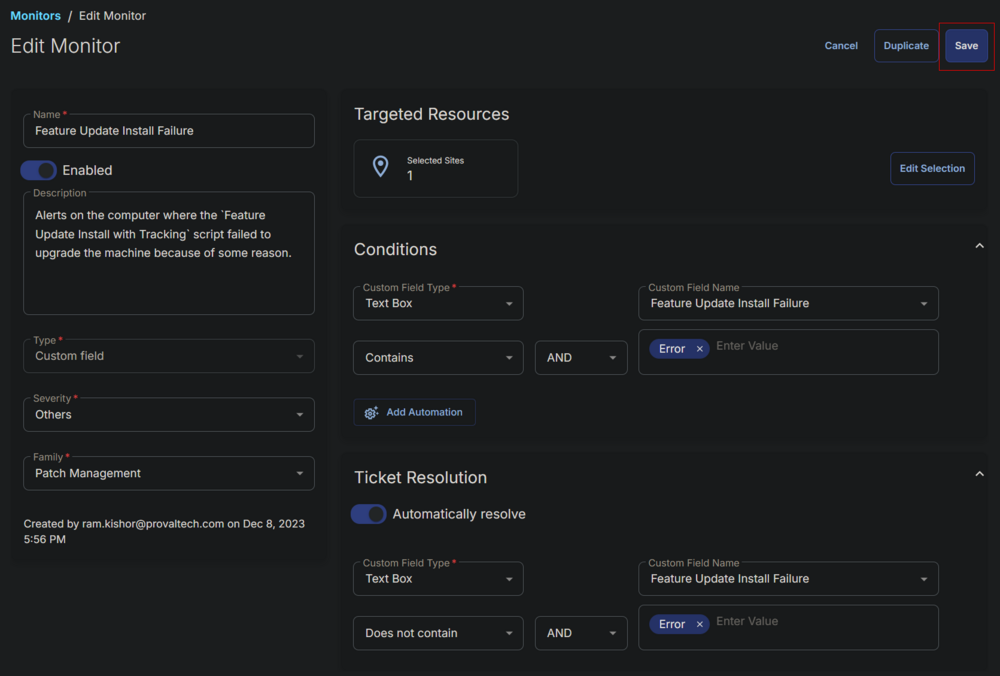 Monitors / Edit Monitor
Edit Monitor
Cancel
Duplicate
Save
Name *
Feature Update Install Failure
Enabled
Description
Alerts on the computer where the `Feature
Update Install with Tracking` script failed to
upgrade the machine because of some reason.
Type *
Custom field
Severity *
Others
Family *
Patch Management
Created by ram.kishor@provaltech.com on Dec 8, 2023
5:56 PM
Targeted Resources
Selected Sites
1
Edit Selection
Conditions
Custom Field Type *
Text Box
Custom Field Name
Feature Update Install Failure
Contains
AND
Error × Enter Value
Add Automation
Ticket Resolution
Automatically resolve
Custom Field Type *
Text Box
Custom Field Name
Feature Update Install Failure
Does not contain
AND
Error × Enter Value